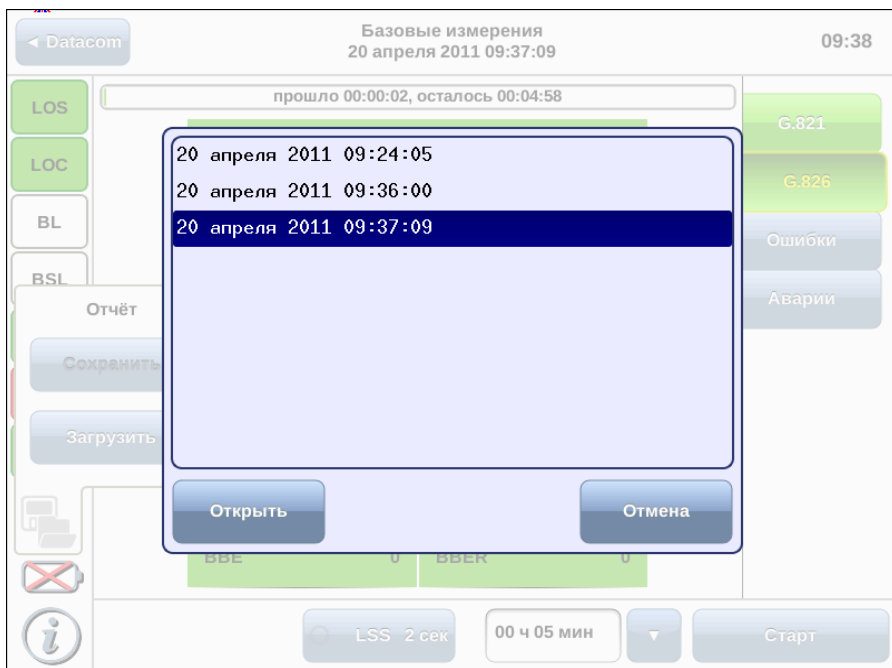 ◄ Datacom
Базовые измерения
20 апреля 2011 09:37:09
09:38
прошло 00:00:02, осталось 00:04:58
LOS
LOC
BL
BSL
G.821
G.826
Ошибки
Аварии
Отчёт
Сохранить
Загрузить
20 апреля 2011 09:24:05
20 апреля 2011 09:36:00
20 апреля 2011 09:37:09
Открыть
Отмена
BBE 0 BBER 0
LSS 2 сек
00 ч 05 мин
▼
Старт